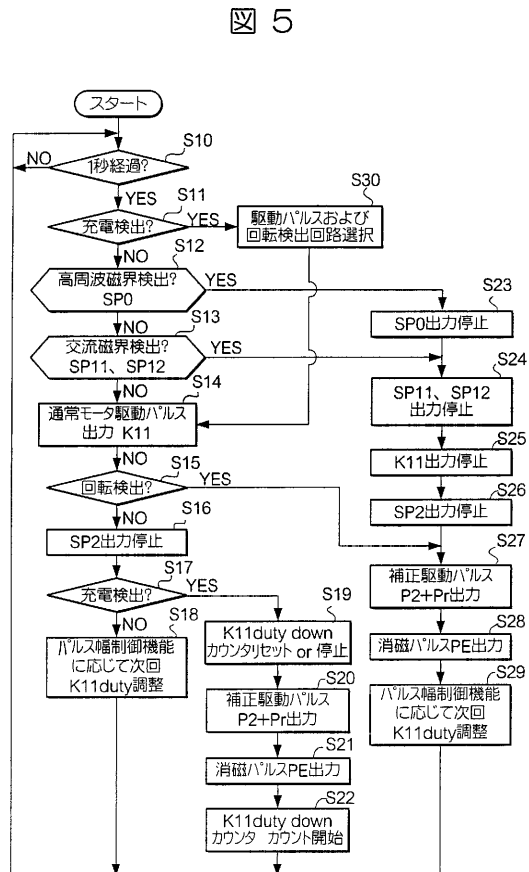 図 5
スタート
S10
1秒経過?
NO
YES
S11
充電検出?
YES
NO
S30
駆動パルスおよび
回転検出回路選択
S12
高周波磁界検出?
SP0
YES
NO
S13
交流磁界検出?
SP11、SP12
YES
NO
S14
通常モータ駆動パルス
出力 K11
NO
S15
回転検出?
YES
NO
S16
SP2出力停止
S17
充電検出?
YES
NO
S18
パルス幅制御機能
に応じて次回
K11duty調整
S19
K11duty down
カウンタリセット or 停止
S20
補正駆動パルス
P2+Pr出力
S21
消磁パルスPE出力
S22
K11duty down
カウンタ カウント開始
S23
SP0出力停止
S24
SP11、SP12
出力停止
S25
K11出力停止
S26
SP2出力停止
S27
補正駆動パルス
P2+Pr出力
S28
消磁パルスPE出力
S29
パルス幅制御機能
に応じて次回
K11duty調整